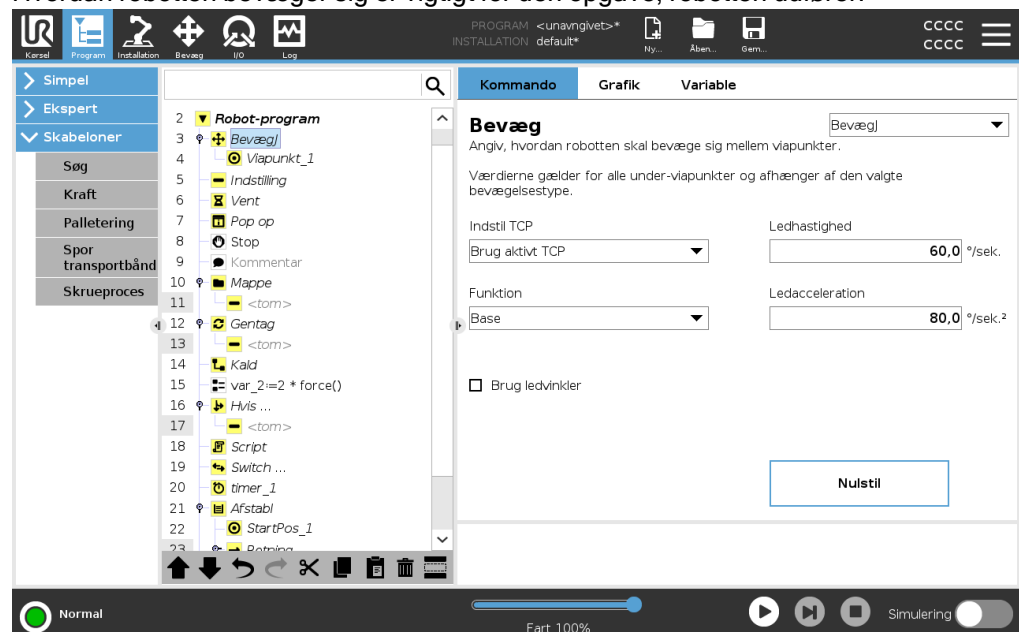 UR
Kørsel
Program
Installation
Bevæg
I/O
Log
PROGRAM <unavngivet>*
INSTALLATION default*
Ny...
Åben...
Gem...
CCCC
CCCC
Simpel
Ekspert
Skabeloner
Søg
Kraft
Palletering
Spor
transportbånd
Skrueproces
2 Robot-program
3 BevægJ
4 Viapunkt_1
5 Indstilling
6 Vent
7 Pop op
8 Stop
9 Kommentar
10 Mappe
11 <tom>
12 Gentag
13 <tom>
14 Kald
15 var_2:=2 * force()
16 Hvis ...
17 <tom>
18 Script
19 Switch ...
20 timer_1
21 Afstabl
22 StartPos_1
23 Retning
Kommando
Grafik
Variable
Bevæg
BevægJ
Angiv, hvordan robotten skal bevæge sig mellem viapunkter.
Værdierne gælder for alle under-viapunkter og afhænger af den valgte
bevægelsestype.
Indstil TCP
Ledhastighed
Brug aktivt TCP
60,0 °/sek.
Funktion
Ledacceleration
Base
80,0 °/sek.²
Brug ledvinkler
Nulstil
Normal
Fart 100%
Simulering